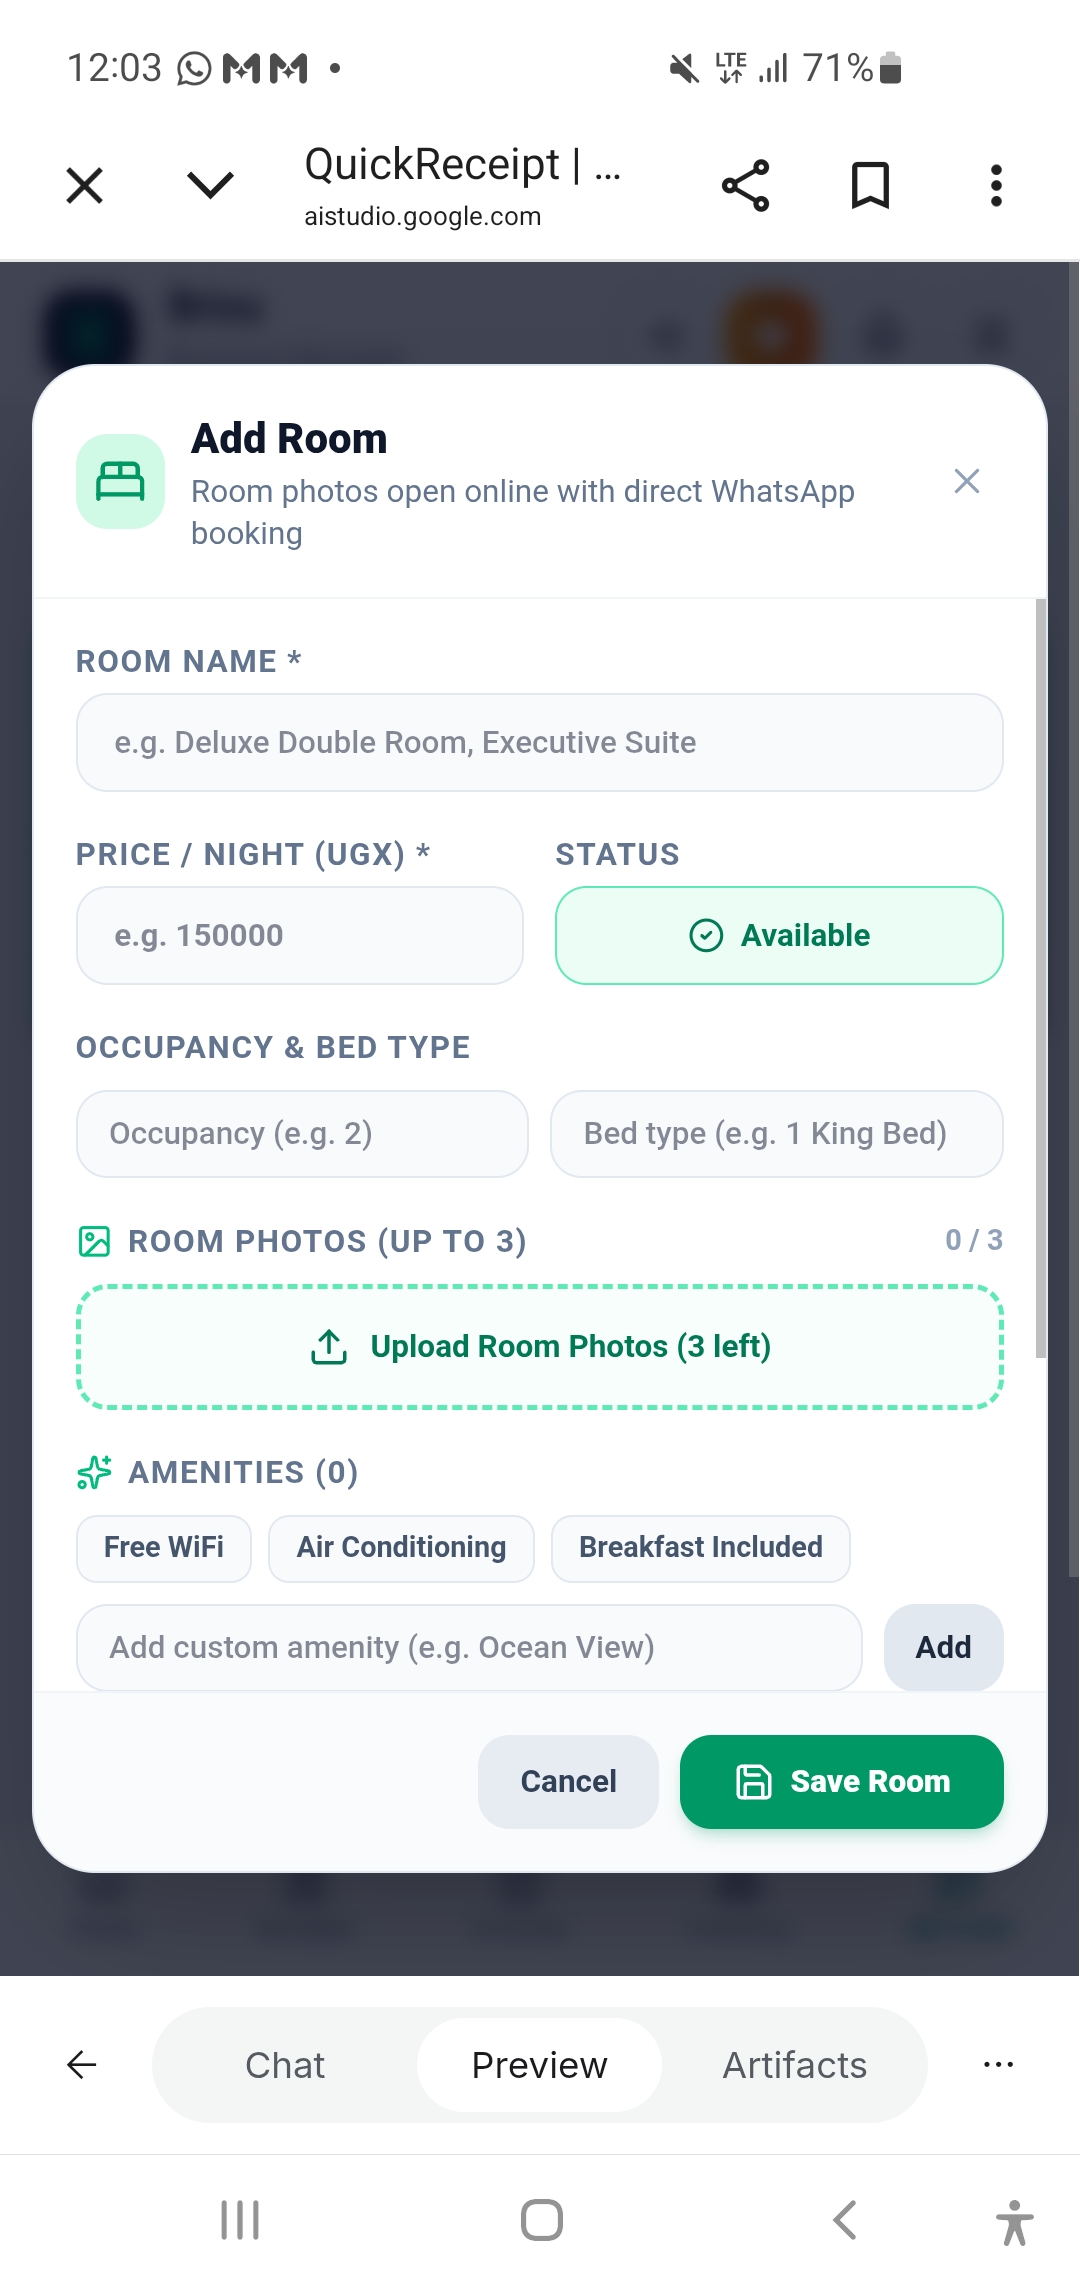 12:03
LTE
71%
QuickReceipt | ...
aistudio.google.com
Add Room
Room photos open online with direct WhatsApp
booking
ROOM NAME *
e.g. Deluxe Double Room, Executive Suite
PRICE / NIGHT (UGX) *
STATUS
e.g. 150000
Available
OCCUPANCY & BED TYPE
Occupancy (e.g. 2)
Bed type (e.g. 1 King Bed)
ROOM PHOTOS (UP TO 3)
0 / 3
Upload Room Photos (3 left)
AMENITIES (0)
Free WiFi
Air Conditioning
Breakfast Included
Add custom amenity (e.g. Ocean View)
Add
Cancel
Save Room
Chat
Preview
Artifacts